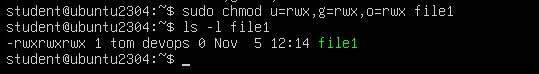 student@ubuntu2304:~$ sudo chmod u=rwx,g=rwx,o=rwx file1
student@ubuntu2304:~$ ls -l file1
-rwxrwxrwx 1 tom devops 0 Nov  5 12:14 file1
student@ubuntu2304:~$ _